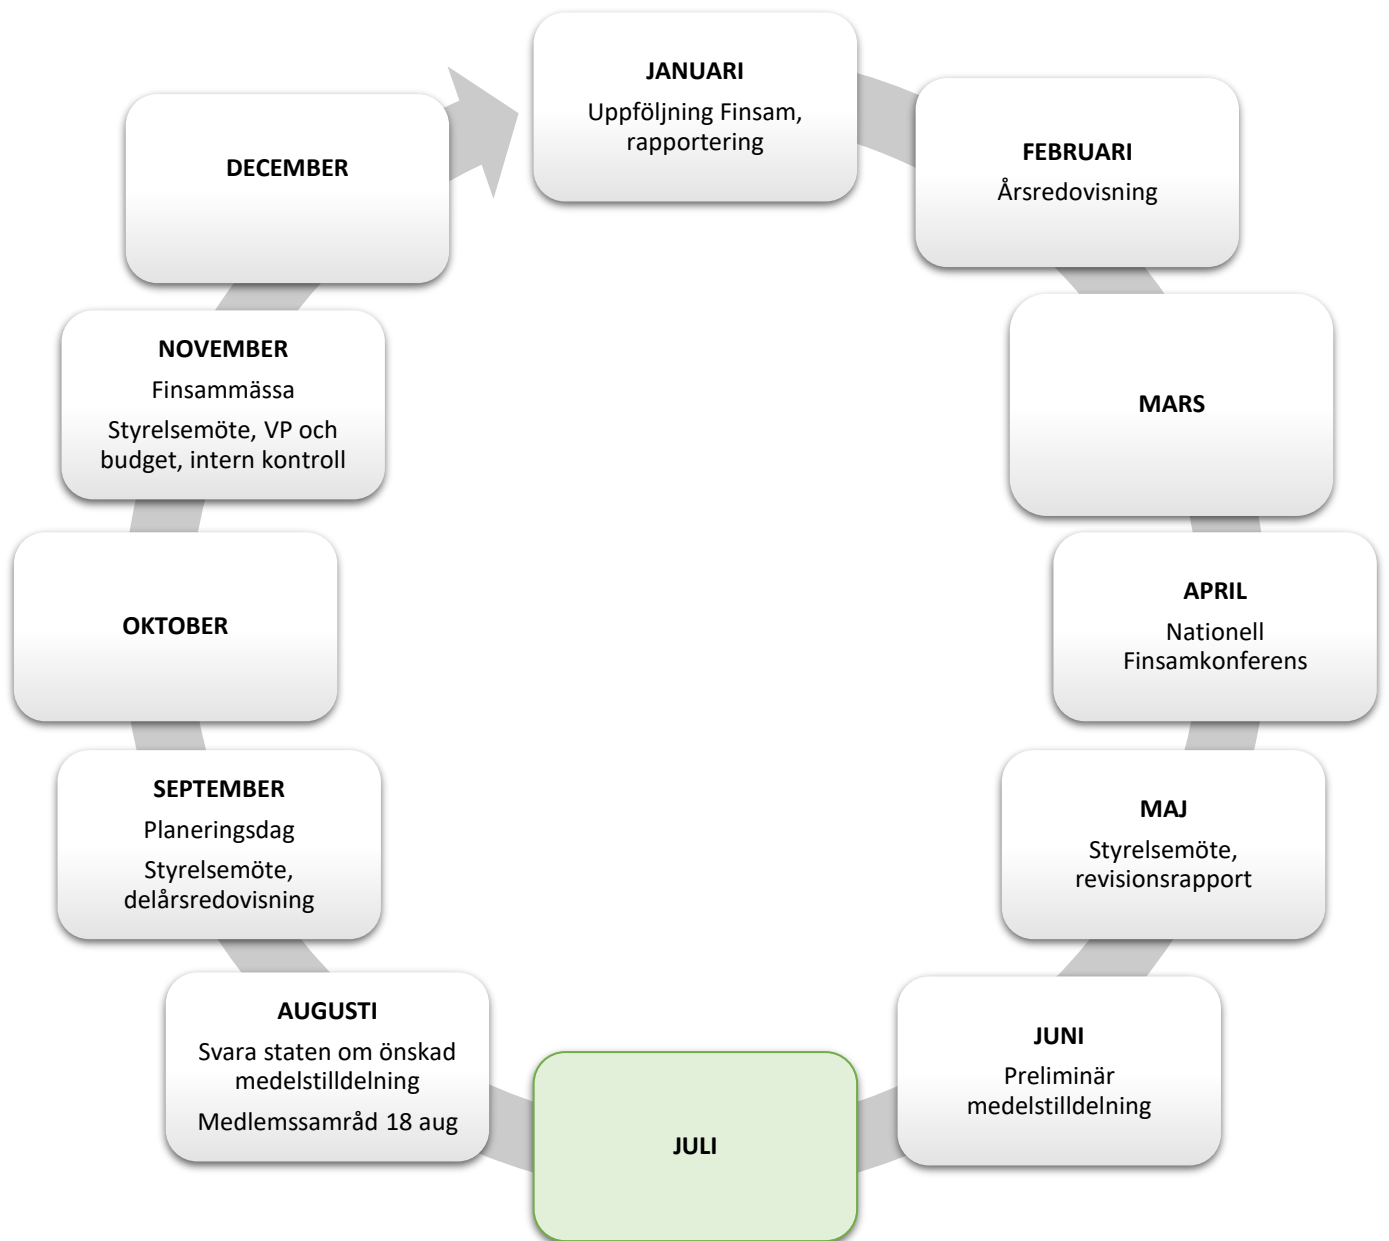 JANUARI
Uppföljning Finsam,
rapportering
FEBRUARI
Årsredovisning
MARS
APRIL
Nationell
Finsamkonferens
MAJ
Styrelsemöte,
revisionsrapport
JUNI
Preliminär
medelstilldelning
JULI
AUGUSTI
Svara staten om önskad
medelstilldelning
Medlemssamråd 18 aug
SEPTEMBER
Planeringsdag
Styrelsemöte,
delårsredovisning
OKTOBER
NOVEMBER
Finsammässa
Styrelsemöte, VP och
budget, intern kontroll
DECEMBER